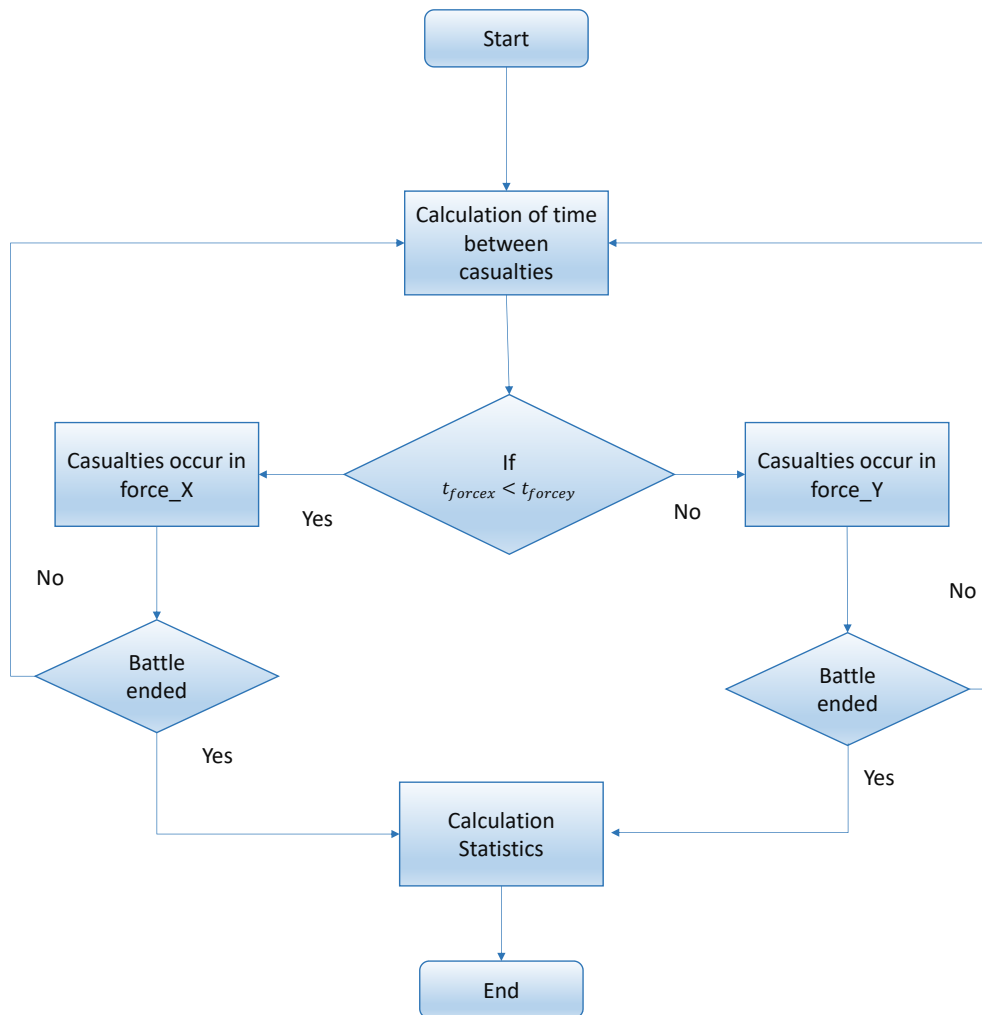 Start
Calculation of time
between
casualties
If
t_forcex < t_forcey
Casualties occur in
force_X
Yes
Casualties occur in
force_Y
No
No
Battle
ended
Yes
No
Battle
ended
Yes
Calculation
Statistics
End